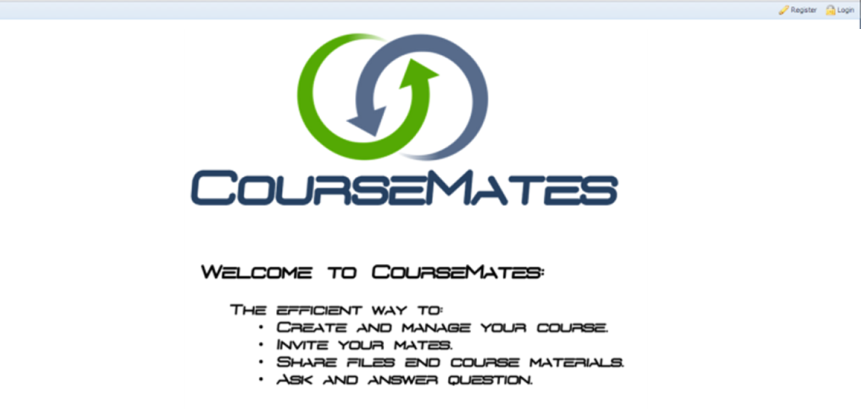 Register Login
CourseMates
Welcome to CourseMates:
The efficient way to:
• Create and manage your course.
• Invite your mates.
• Share files end course materials.
• Ask and answer question.